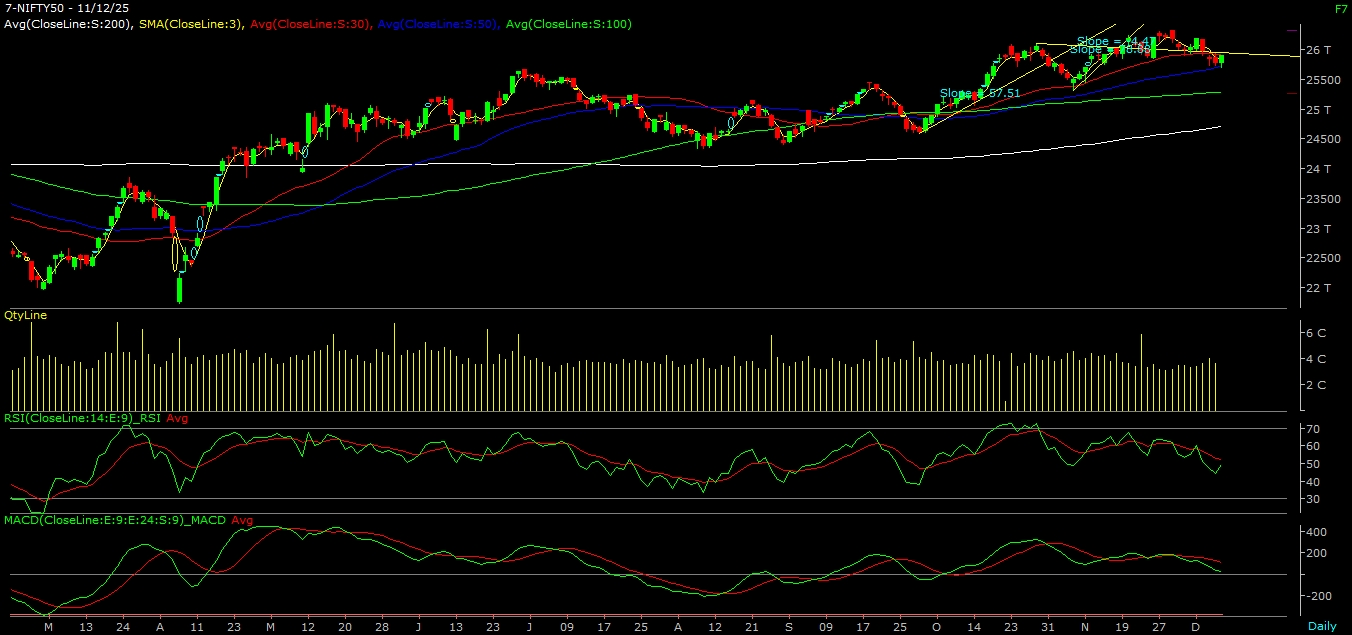 7-NIFTY50 - 11/12/25
F7
Avg(CloseLine:S:200), SMA(CloseLine:3), Avg(CloseLine:S:30), Avg(CloseLine:S:50), Avg(CloseLine:S:100)
Slope =
Slope
26 T
25500
Slope = 57.51
25 T
24500
24 T
23500
23 T
22500
22 T
QtyLine
6 C
4 C
2 C
RSI(CloseLine:14:E:9)_RSI Avg
70
60
50
40
30
MACD(CloseLine:E:9:E:24:S:9)_MACD Avg
400
200
-
-200
M 13 24 A 11 23 M 12 20 28 J 13 23 J 09 17 25 A 12 21 S 09 17 25 O 14 23 31 N 19 27 D
Daily